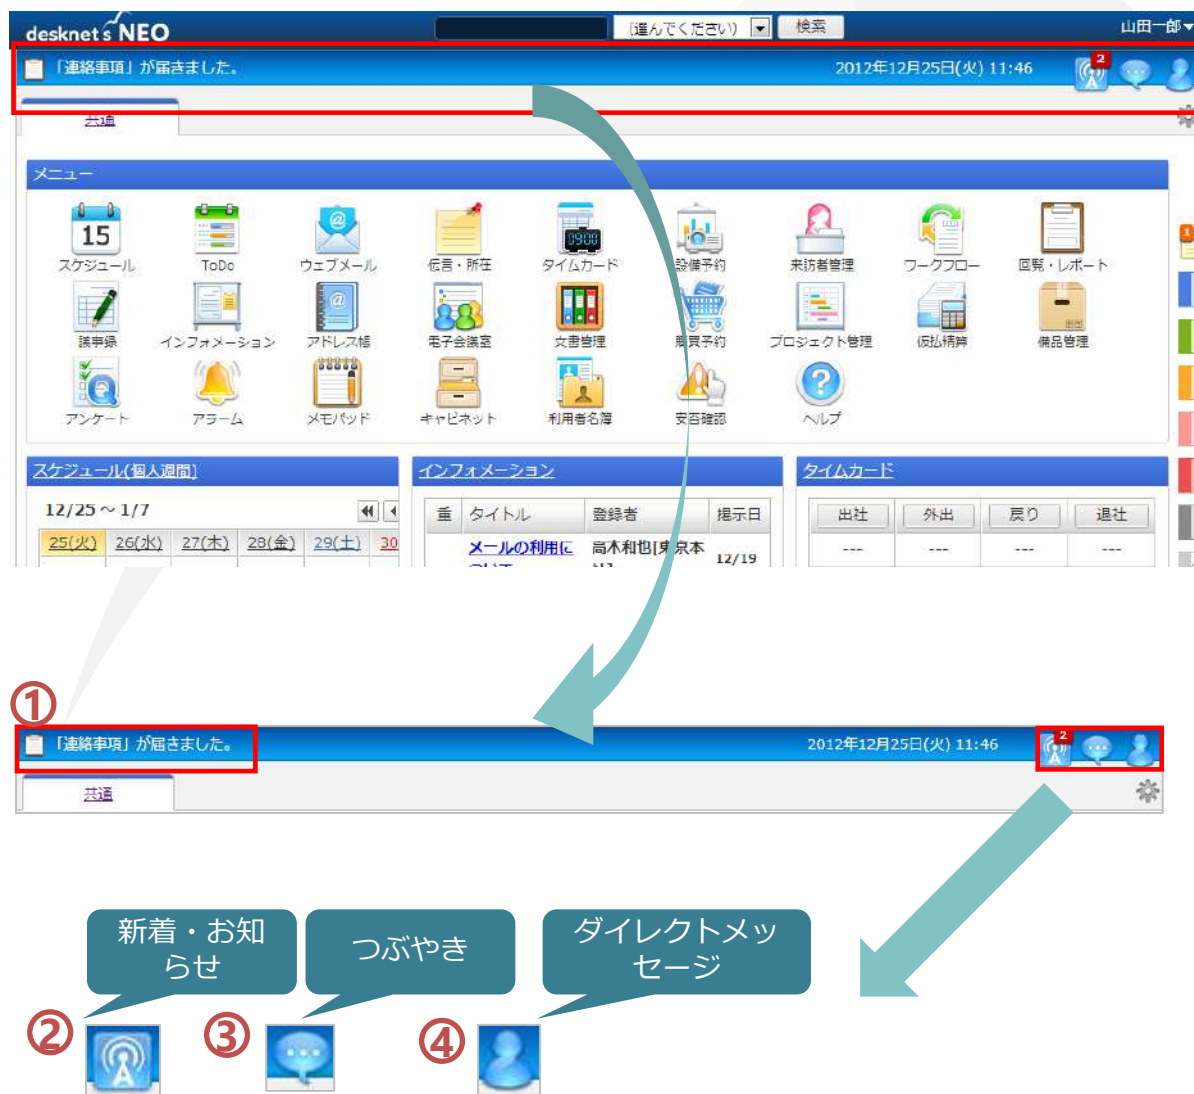 desknet's NEO
(選んでください)
検索
山田一郎
「連絡事項」が届きました。
2012年12月25日(火) 11:46
2
共通
メニュー
15
09:00
スケジュール ToDo ウェブメール 伝言・所在 タイムカード 設備予約 来訪者管理 ワークフロー 回覧・レポート
1
議事録 インフォメーション アドレス帳 電子会議室 文書管理 購買予約 プロジェクト管理 仮払精算 備品管理
アンケート アラーム メモパッド キャビネット 利用者名簿 安否確認 ヘルプ
スケジュール(個人週間)
12/25～1/7
25(火) 26(水) 27(木) 28(金) 29(土) 30
インフォメーション
重 タイトル 登録者 掲示日
メールの利用に 高木和也[東京本
ついて
12/19
タイムカード
出社 外出 戻り 退社
--- --- --- ---
①
「連絡事項」が届きました。
2012年12月25日(火) 11:46
2
共通
新着・お知
らせ
つぶやき
ダイレクトメッ
セージ
②
③
④